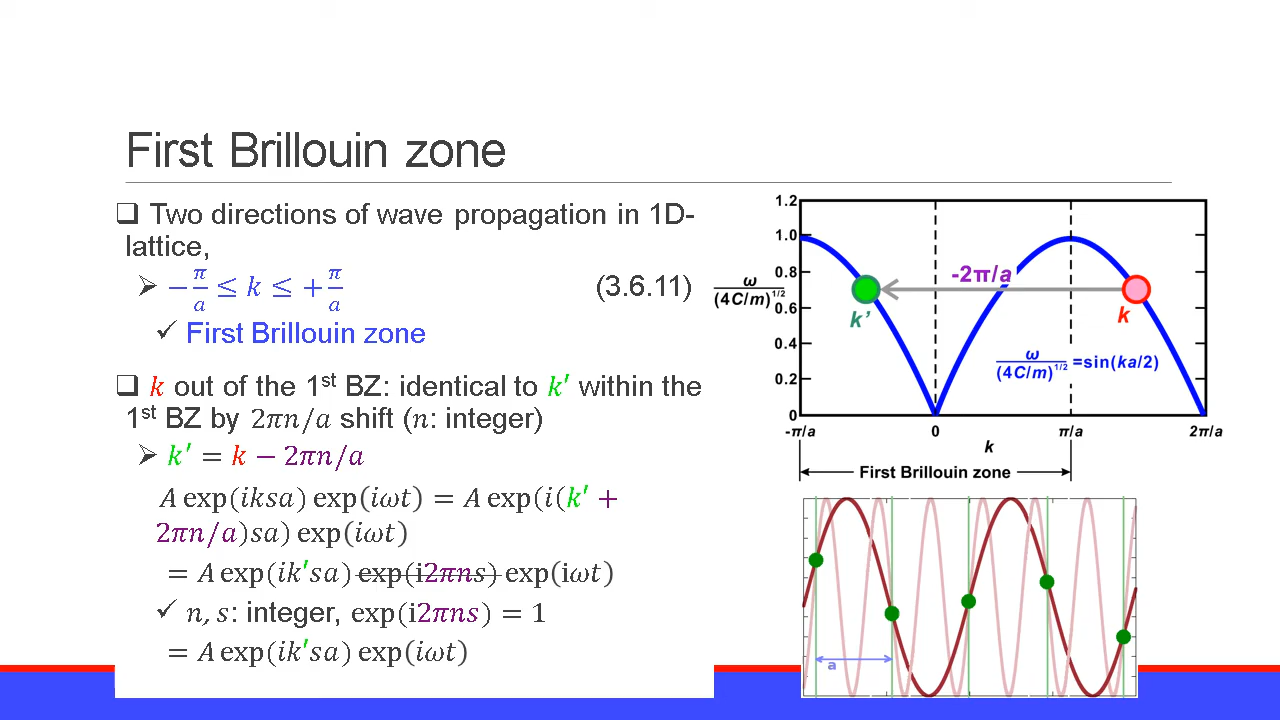 First Brillouin zone
❑ Two directions of wave propagation in 1D-
lattice,
➢ −π/a ≤ k ≤ +π/a (3.6.11)
✓ First Brillouin zone
❑ k out of the 1st BZ: identical to k′ within the
1st BZ by 2πn/a shift (n: integer)
➢ k′ = k − 2πn/a
A exp(iksa) exp(iωt) = A exp(i(k′ +
2πn/a)sa) exp(iωt)
= A exp(ik′sa) exp(i2πns) exp(iωt)
✓ n, s: integer, exp(i2πns) = 1
= A exp(ik′sa) exp(iωt)
1.2
1.0
0.8
0.6
0.4
0.2
0
ω/(4C/m)^1/2
-2π/a
k’
k
ω/(4C/m)^1/2 =sin(ka/2)
-π/a 0 π/a 2π/a
k
First Brillouin zone
a